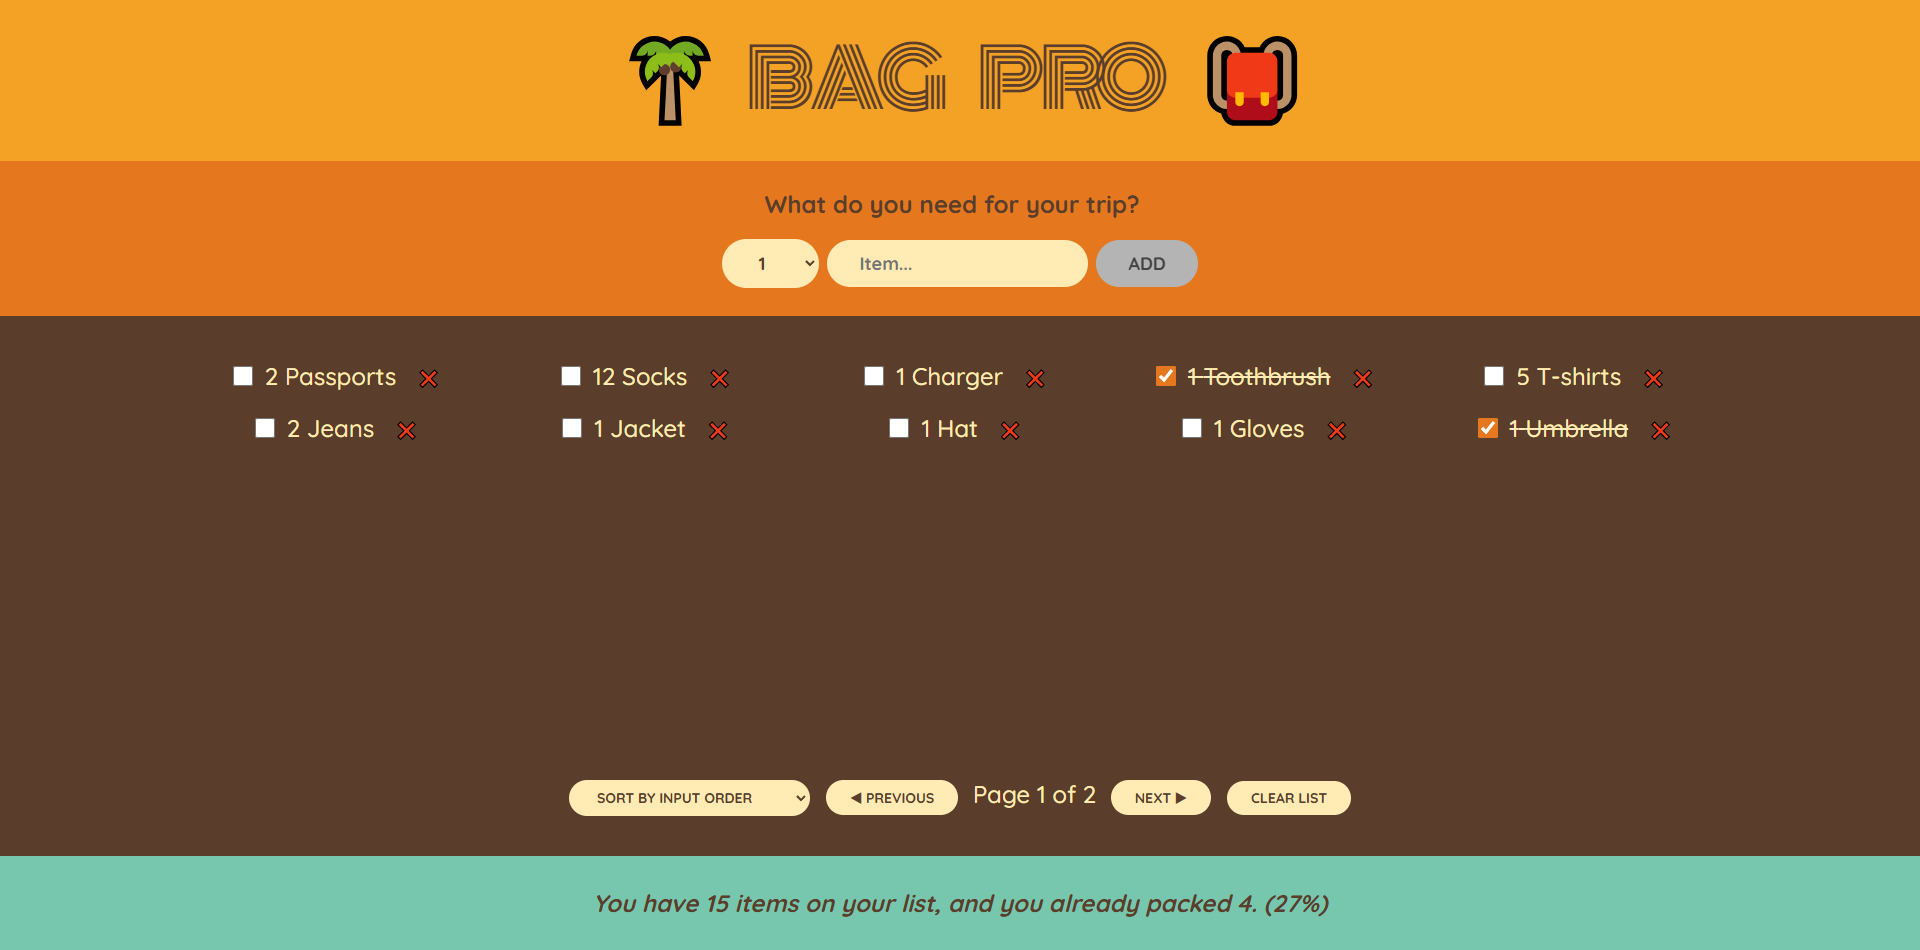 BAG PRO
What do you need for your trip?
1 Item... ADD
2 Passports 12 Socks 1 Charger 1 Toothbrush 5 T-shirts
2 Jeans 1 Jacket 1 Hat 1 Gloves 1 Umbrella
SORT BY INPUT ORDER ◀ PREVIOUS Page 1 of 2 NEXT ▶ CLEAR LIST
You have 15 items on your list, and you already packed 4. (27%)